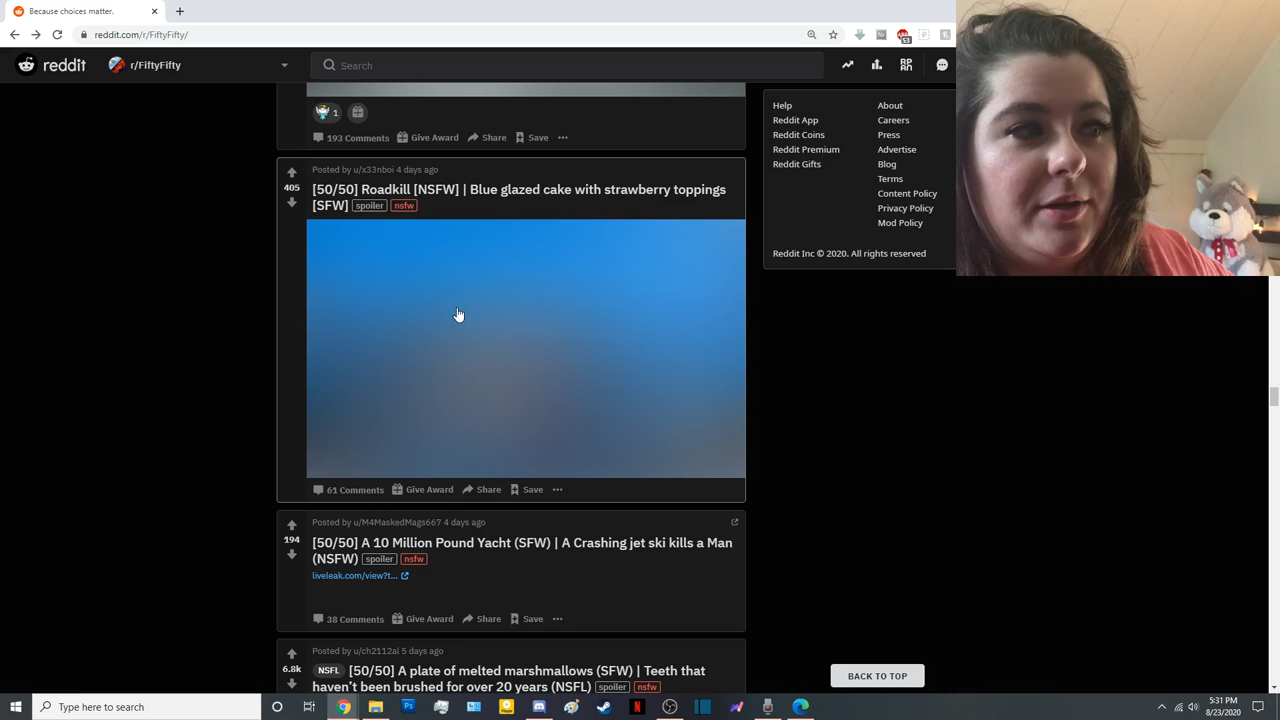 Because choices matter.
reddit.com/r/FiftyFifty/
53
reddit
r/FiftyFifty
Search
1
193 Comments Give Award Share Save
Help About
Reddit App Careers
Reddit Coins Press
Reddit Premium Advertise
Reddit Gifts Blog
Terms
Content Policy
Privacy Policy
Mod Policy
Reddit Inc © 2020. All rights reserved
Posted by u/x33nboi 4 days ago
405
[50/50] Roadkill [NSFW] | Blue glazed cake with strawberry toppings
[SFW] spoiler nsfw
61 Comments Give Award Share Save
Posted by u/M4MaskedMags667 4 days ago
194
[50/50] A 10 Million Pound Yacht (SFW) | A Crashing jet ski kills a Man
(NSFW) spoiler nsfw
liveleak.com/view?t...
38 Comments Give Award Share Save
Posted by u/ch2112al 5 days ago
6.8k
NSFL [50/50] A plate of melted marshmallows (SFW) | Teeth that
haven't been brushed for over 20 years (NSFL) spoiler nsfw
BACK TO TOP
Type here to search
5:31 PM
8/23/2020